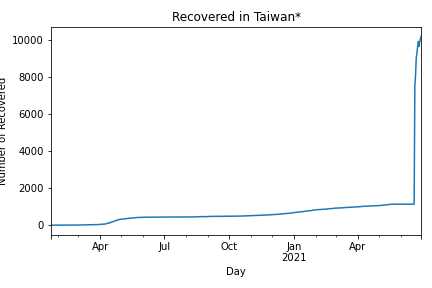 Recovered in Taiwan*
Number of Recovered
10000
8000
6000
4000
2000
0
Apr
Jul
Oct
Jan
2021
Apr
Day